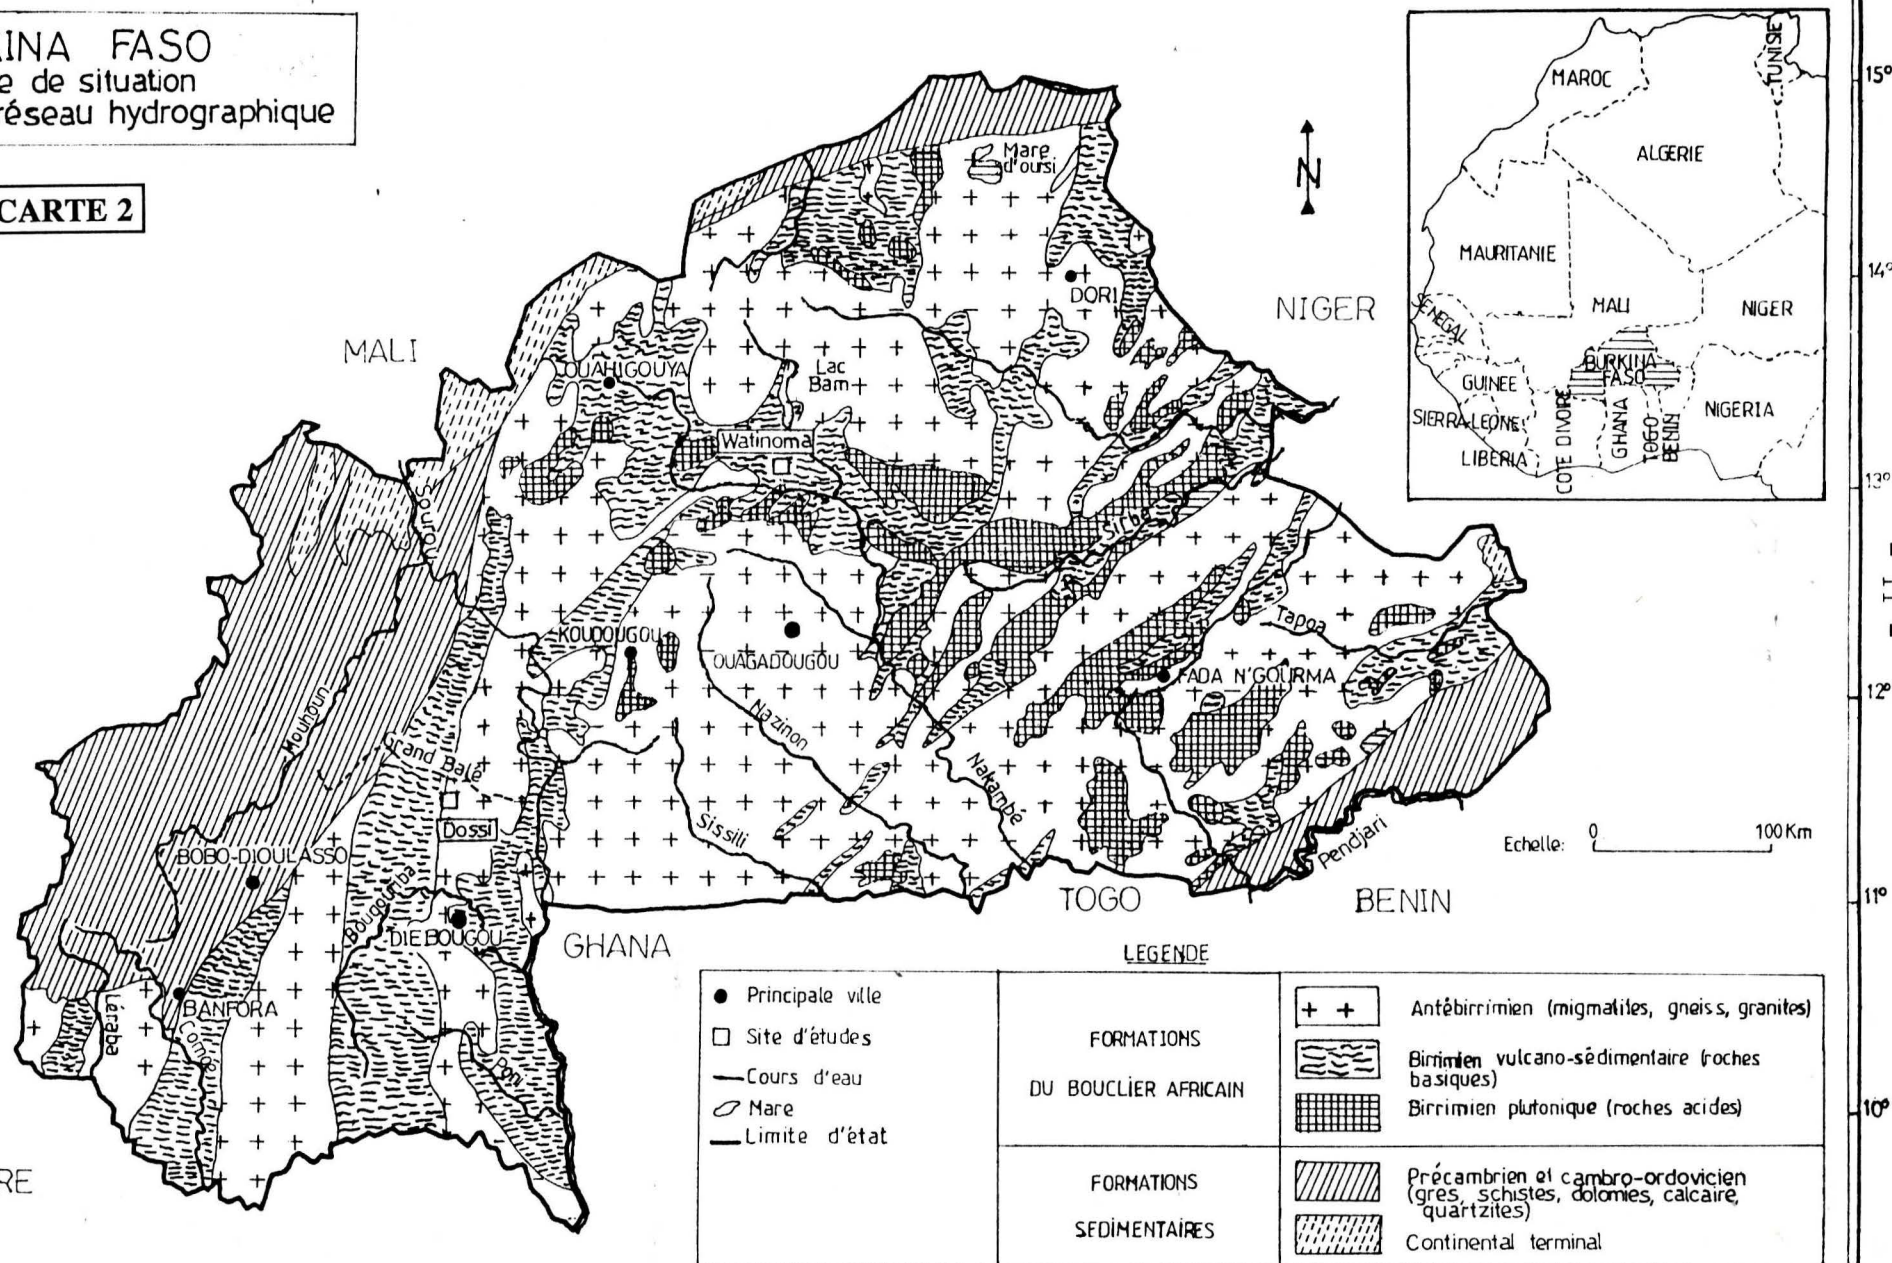 INA FASO
e de situation
réseau hydrographique
CARTE 2
MAROC
TUNISIE
ALGERIE
MAURITANIE
MALI
NIGER
SENEGAL
BURKINA
FASO
GUINEE
SIERRA-LEONE
LIBERIA
COTE DIVOIRE
GHANA
TOGO
BENIN
NIGERIA
15°
14°
13°
12°
11°
10°
N
Mare
d'oursi
DORI
NIGER
MALI
OUAHIGOUYA
Lac
Bam
Watinoma
Sourou
Sirba
KOUDOUGOU
OUAGADOUGOU
Tapoa
FADA N'GOURMA
Mouhoun
Grand Balé
Nazinon
Nakambé
Dossi
Sissili
BOBO-DIOULASSO
Bougouriba
DIEBOUGOU
Pendjari
Echelle:
0
100 Km
TOGO
BENIN
GHANA
BANFORA
Léraba
Comoé
Poni
RE
LEGENDE
Principale ville
Site d'études
Cours d'eau
Mare
Limite d'état
FORMATIONS
DU BOUCLIER AFRICAIN
Antébirrimien (migmatites, gneiss, granites)
Birrimien vulcano-sédimentaire (roches
basiques)
Birrimien plutonique (roches acides)
FORMATIONS
SEDIMENTAIRES
Précambrien et cambro-ordovicien
(grès, schistes, dolomies, calcaire,
quartzites)
Continental terminal